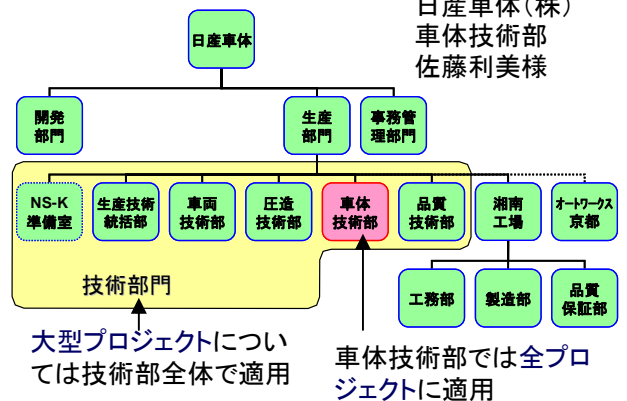 日産車体(株)
車体技術部
佐藤利美様
日産車体
開発
部門
生産
部門
事務管
理部門
NS-K
準備室
生産技術
統括部
車両
技術部
圧造
技術部
車体
技術部
品質
技術部
湘南
工場
オートワークス
京都
技術部門
工務部
製造部
品質
保証部
大型プロジェクトについ
ては技術部全体で適用
車体技術部では全プロ
ジェクトに適用